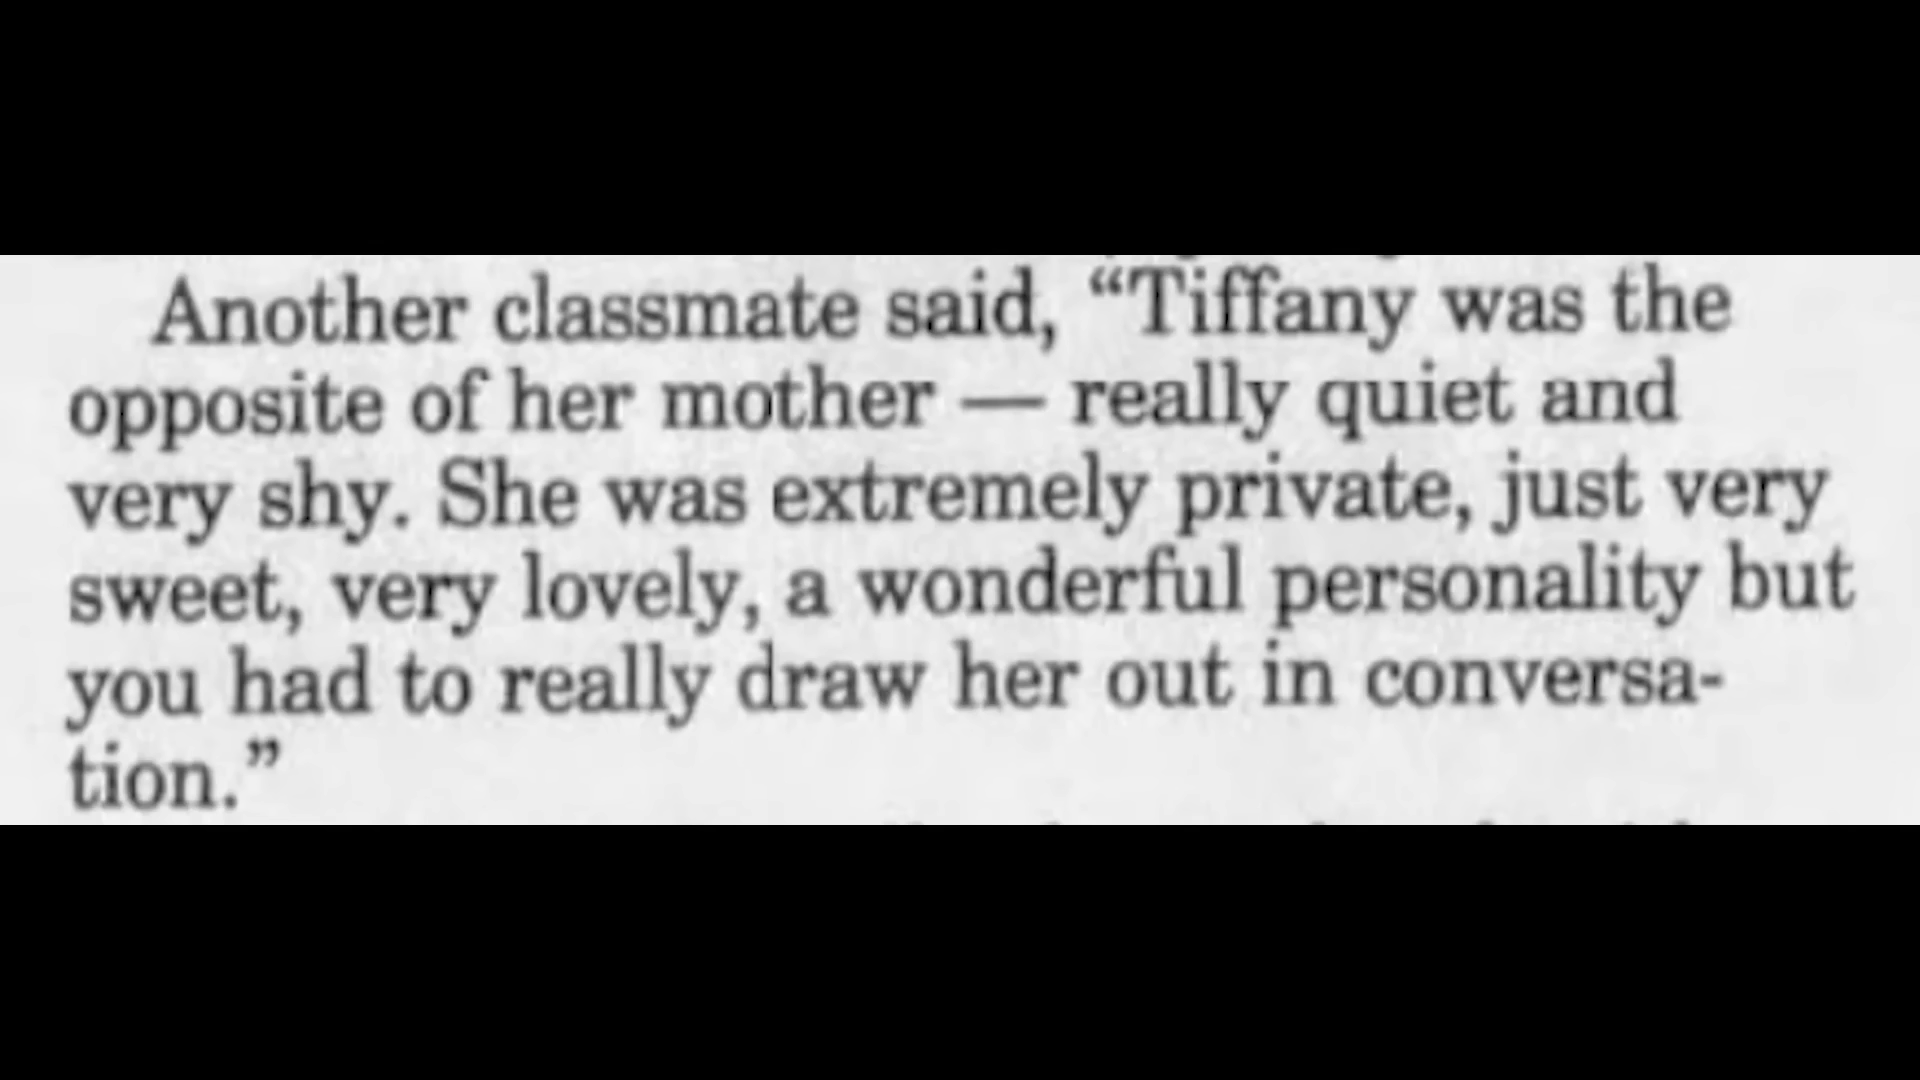 Another classmate said, “Tiffany was the
opposite of her mother — really quiet and
very shy. She was extremely private, just very
sweet, very lovely, a wonderful personality but
you had to really draw her out in conversa-
tion.”